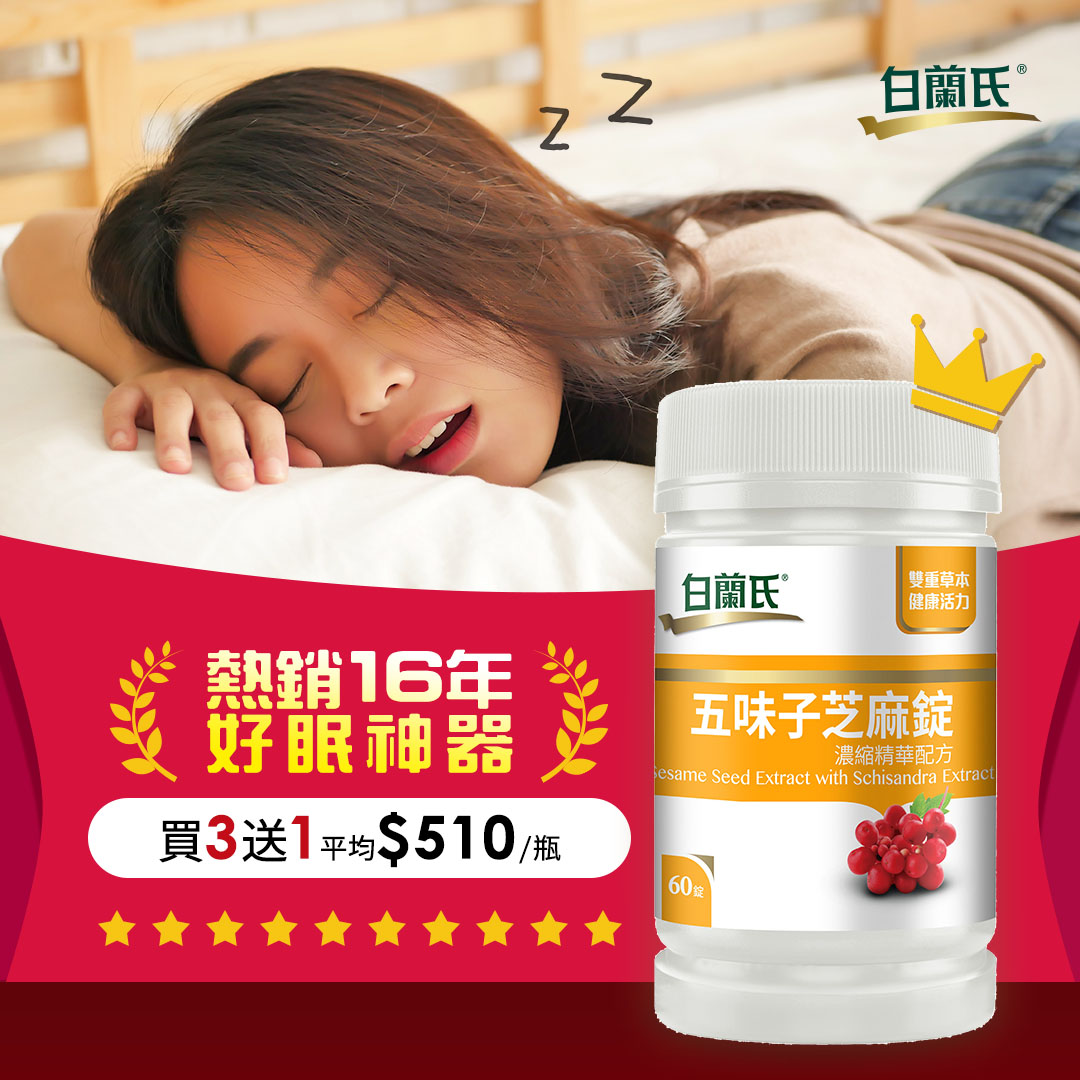 z Z
白蘭氏®
白蘭氏®
雙重草本
健康活力
五味子芝麻錠
濃縮精華配方
Sesame Seed Extract with Schisandra Extract
60錠
熱銷16年
好眠神器
買3送1平均$510/瓶